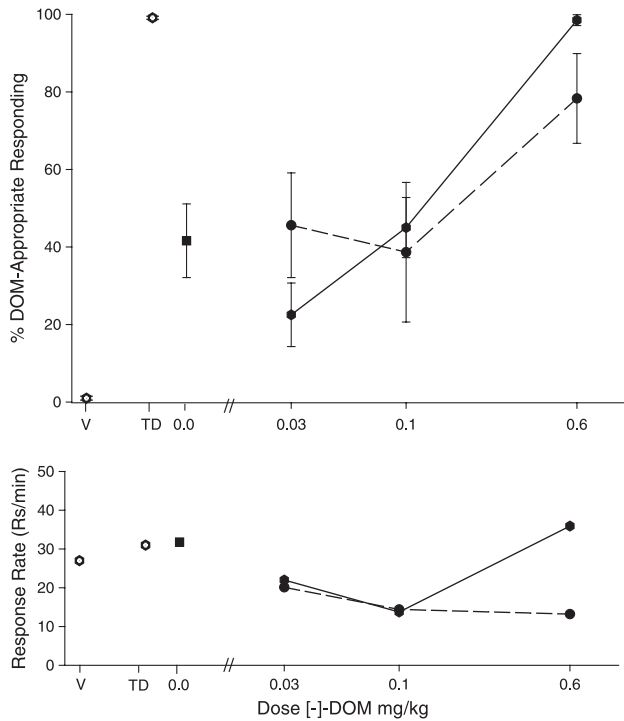 100
80
60
40
20
0
% DOM-Appropriate Responding
V TD 0.0 // 0.03 0.1 0.6
50
40
30
20
10
0
Response Rate (Rs/min)
V TD 0.0 // 0.03 0.1 0.6
Dose [-]-DOM mg/kg